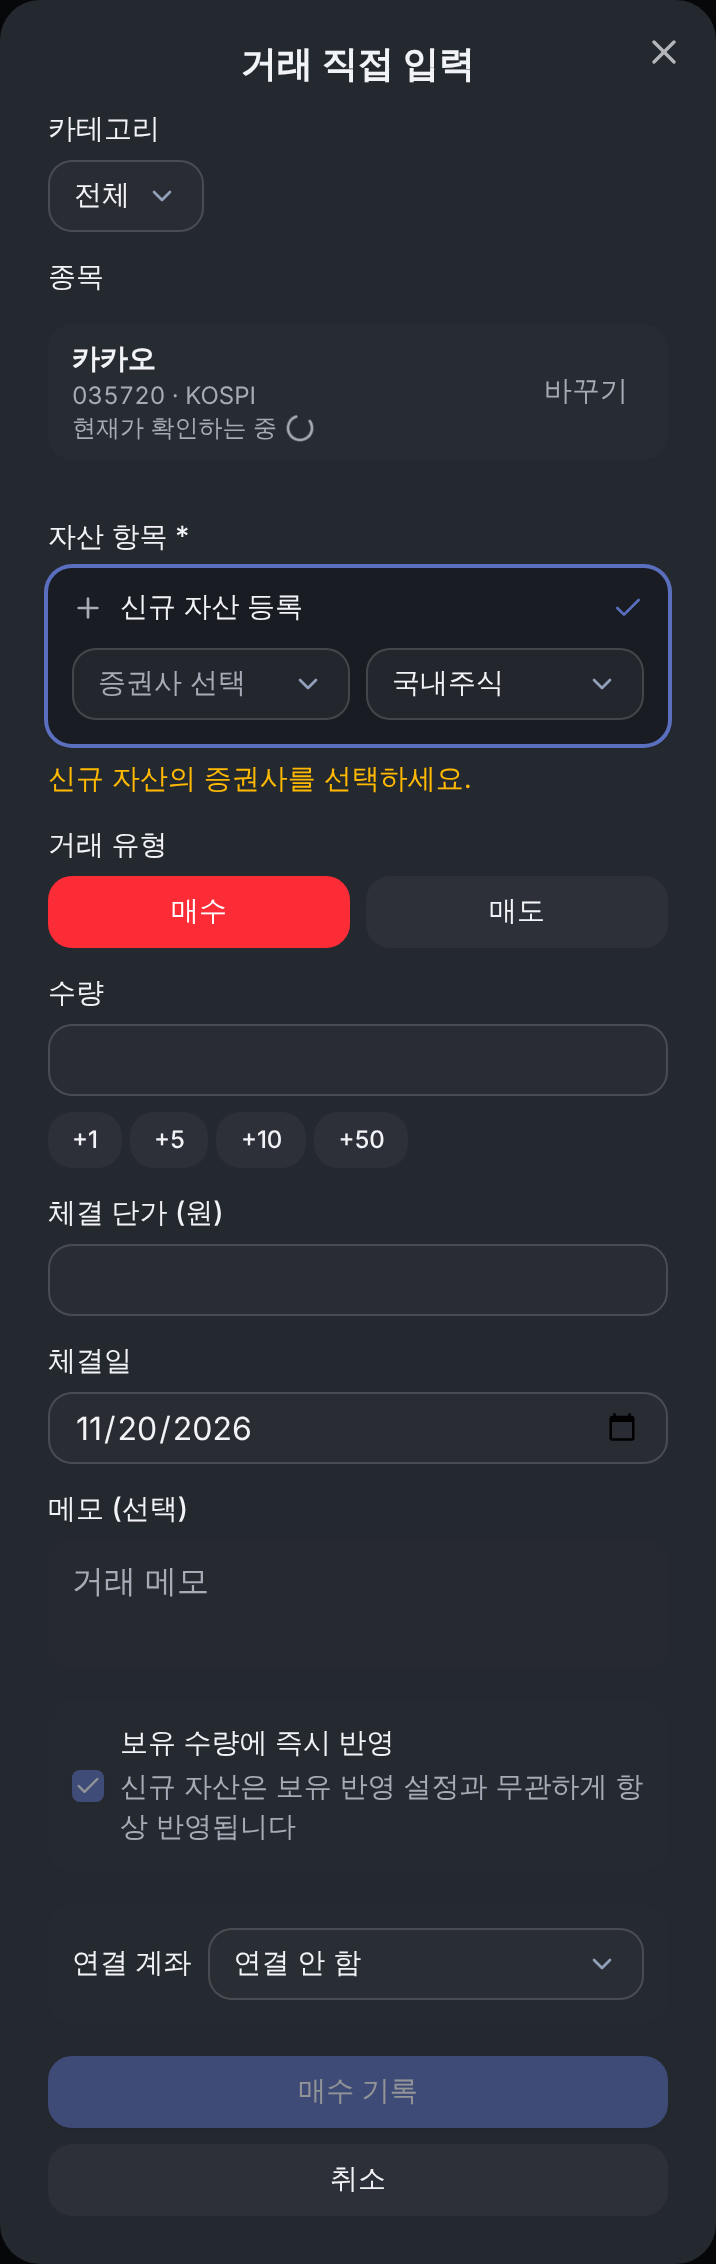 거래 직접 입력
카테고리
전체
종목
카카오
035720 · KOSPI
현재가 확인하는 중
바꾸기
자산 항목 *
신규 자산 등록
증권사 선택
국내주식
신규 자산의 증권사를 선택하세요.
거래 유형
매수
매도
수량
+1
+5
+10
+50
체결 단가 (원)
체결일
11/20/2026
메모 (선택)
거래 메모
보유 수량에 즉시 반영
신규 자산은 보유 반영 설정과 무관하게 항
상 반영됩니다
연결 계좌
연결 안 함
매수 기록
취소